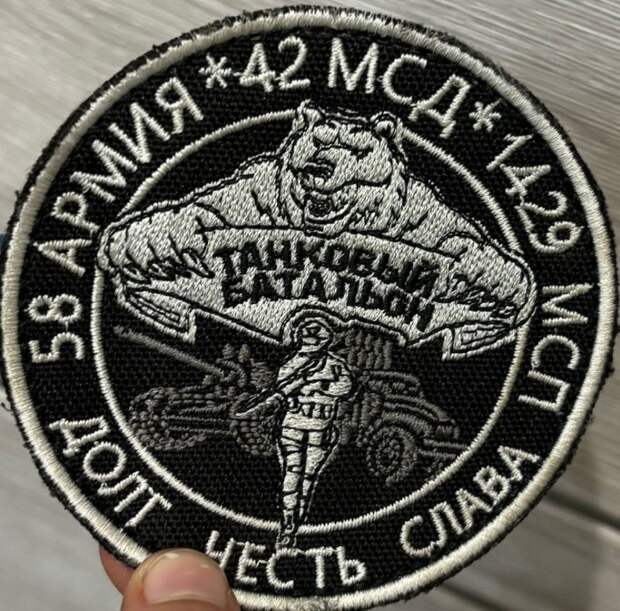 58 АРМИЯ*42 МСД*1429 МСП
ТАНКОВЫЙ
БАТАЛЬОН
ДОЛГ ЧЕСТЬ СЛАВА